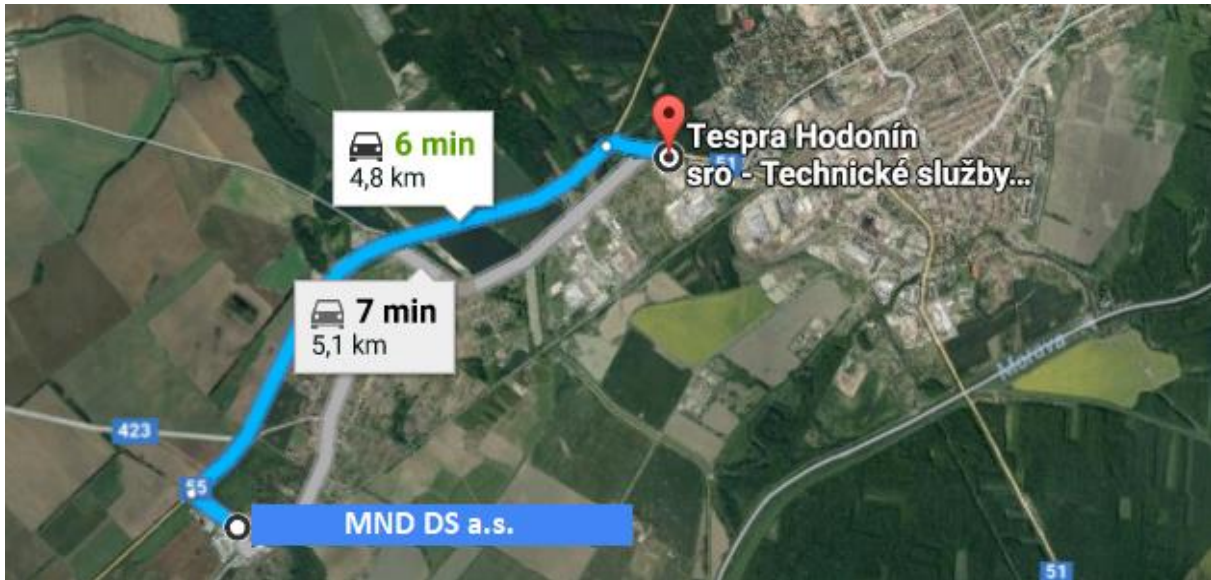 6 min
4,8 km
Tespra Hodonín
51
sro - Technické služby...
7 min
5,1 km
Morava
423
55
MND DS a.s.
51